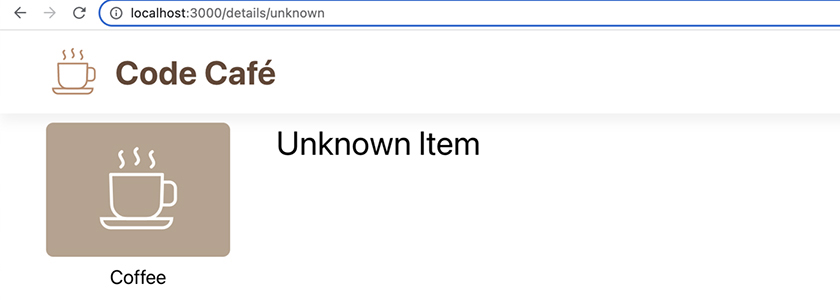 localhost:3000/details/unknown
Code Café
Unknown Item
Coffee